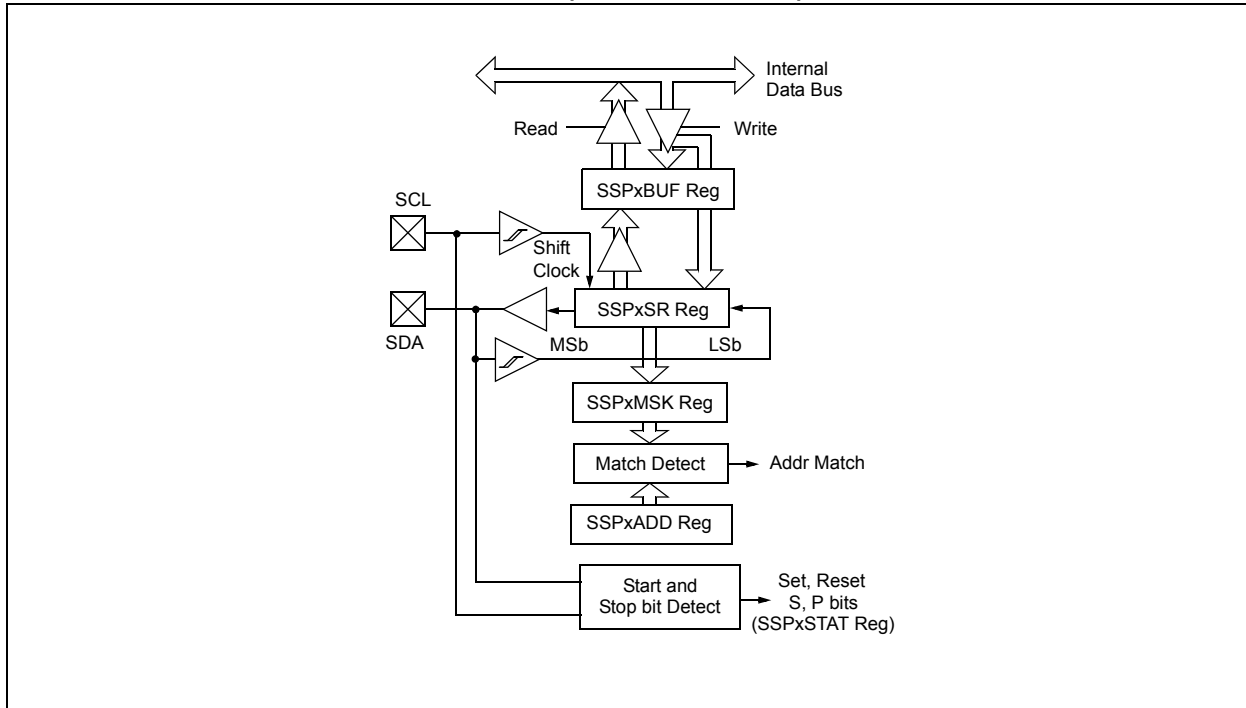 Internal
Data Bus
Read
Write
SSPxBUF Reg
SCL
Shift
Clock
SSPxSR Reg
SDA
MSb
LSb
SSPxMSK Reg
Match Detect
Addr Match
SSPxADD Reg
Start and
Stop bit Detect
Set, Reset
S, P bits
(SSPxSTAT Reg)